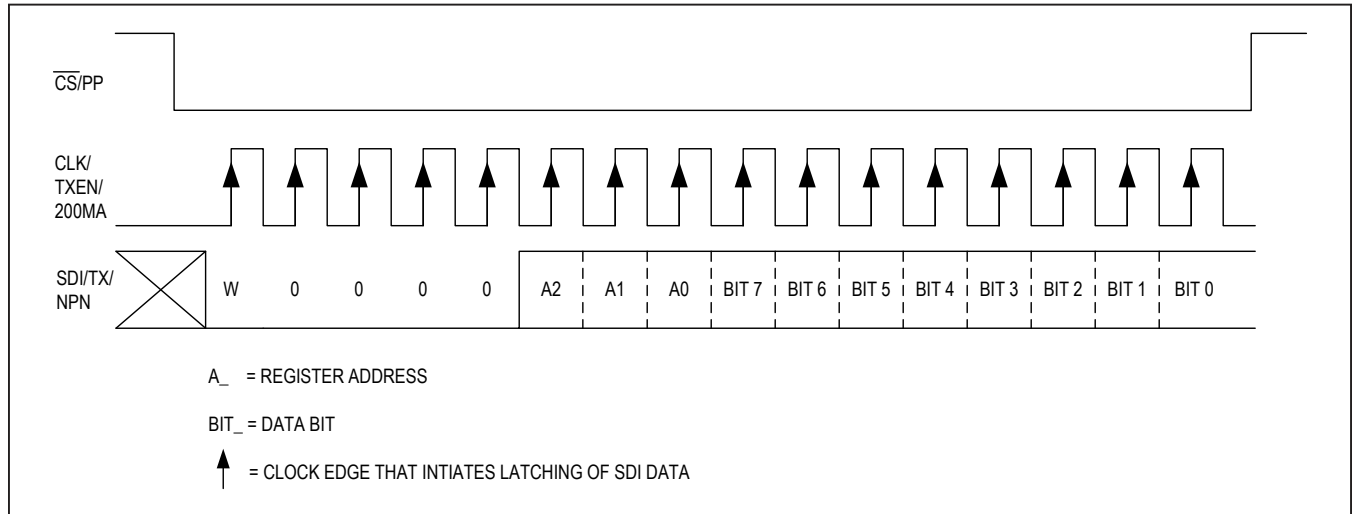 CS/PP
CLK/
TXEN/
200MA
SDI/TX/
NPN
W 0 0 0 0 A2 A1 A0 BIT 7 BIT 6 BIT 5 BIT 4 BIT 3 BIT 2 BIT 1 BIT 0
A_ = REGISTER ADDRESS
BIT_ = DATA BIT
= CLOCK EDGE THAT INTIATES LATCHING OF SDI DATA